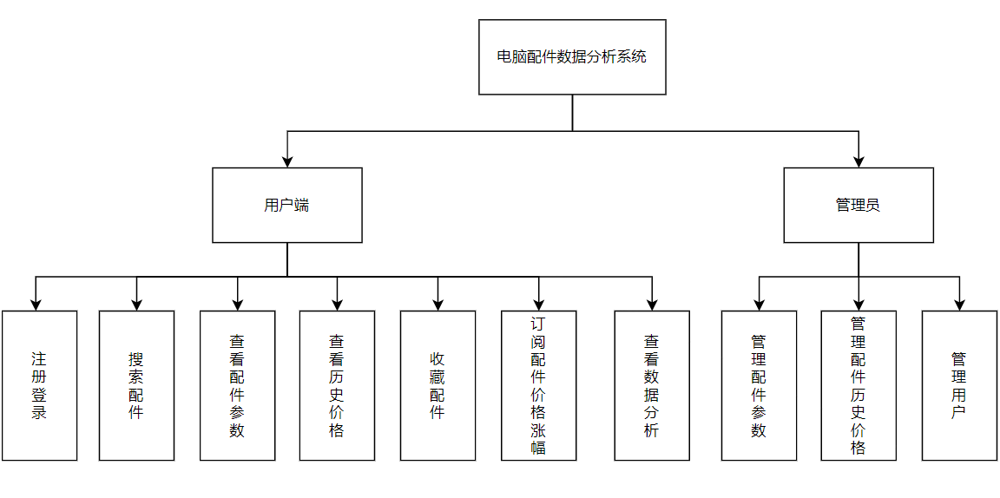 电脑配件数据分析系统
用户端
管理员
注册登录
搜索配件
查看配件参数
查看历史价格
收藏配件
订阅配件价格涨幅
查看数据分析
管理配件参数
管理配件历史价格
管理用户